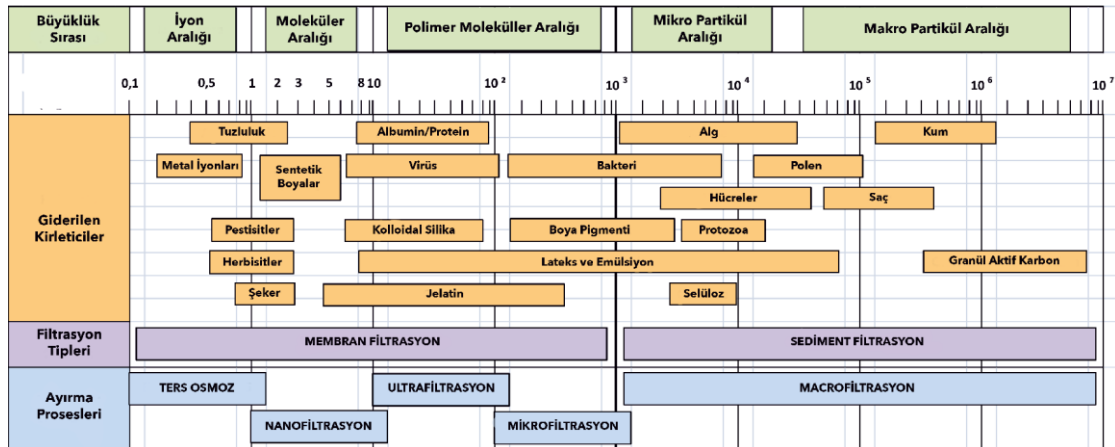 Büyüklük Sırası
İyon Aralığı
Moleküler Aralığı
Polimer Moleküller Aralığı
Mikro Partikül Aralığı
Makro Partikül Aralığı
0,1 0,5 1 2 3 5 8 10 10² 10³ 10⁴ 10⁵ 10⁶ 10⁷
Giderilen Kirleticiler
Tuzluluk
Albumin/Protein
Alg
Kum
Metal İyonları
Sentetik Boyalar
Virüs
Bakteri
Polen
Hücreler
Saç
Pestisitler
Kolloidal Silika
Boya Pigmenti
Protozoa
Herbisitler
Lateks ve Emülsiyon
Granül Aktif Karbon
Şeker
Jelatin
Selüloz
Filtrasyon Tipleri
MEMBRAN FİLTRASYON
SEDİMENT FİLTRASYON
Ayırma Prosesleri
TERS OSMOZ
ULTRAFİLTRASYON
MACROFİLTRASYON
NANOFİLTRASYON
MİKROFİLTRASYON